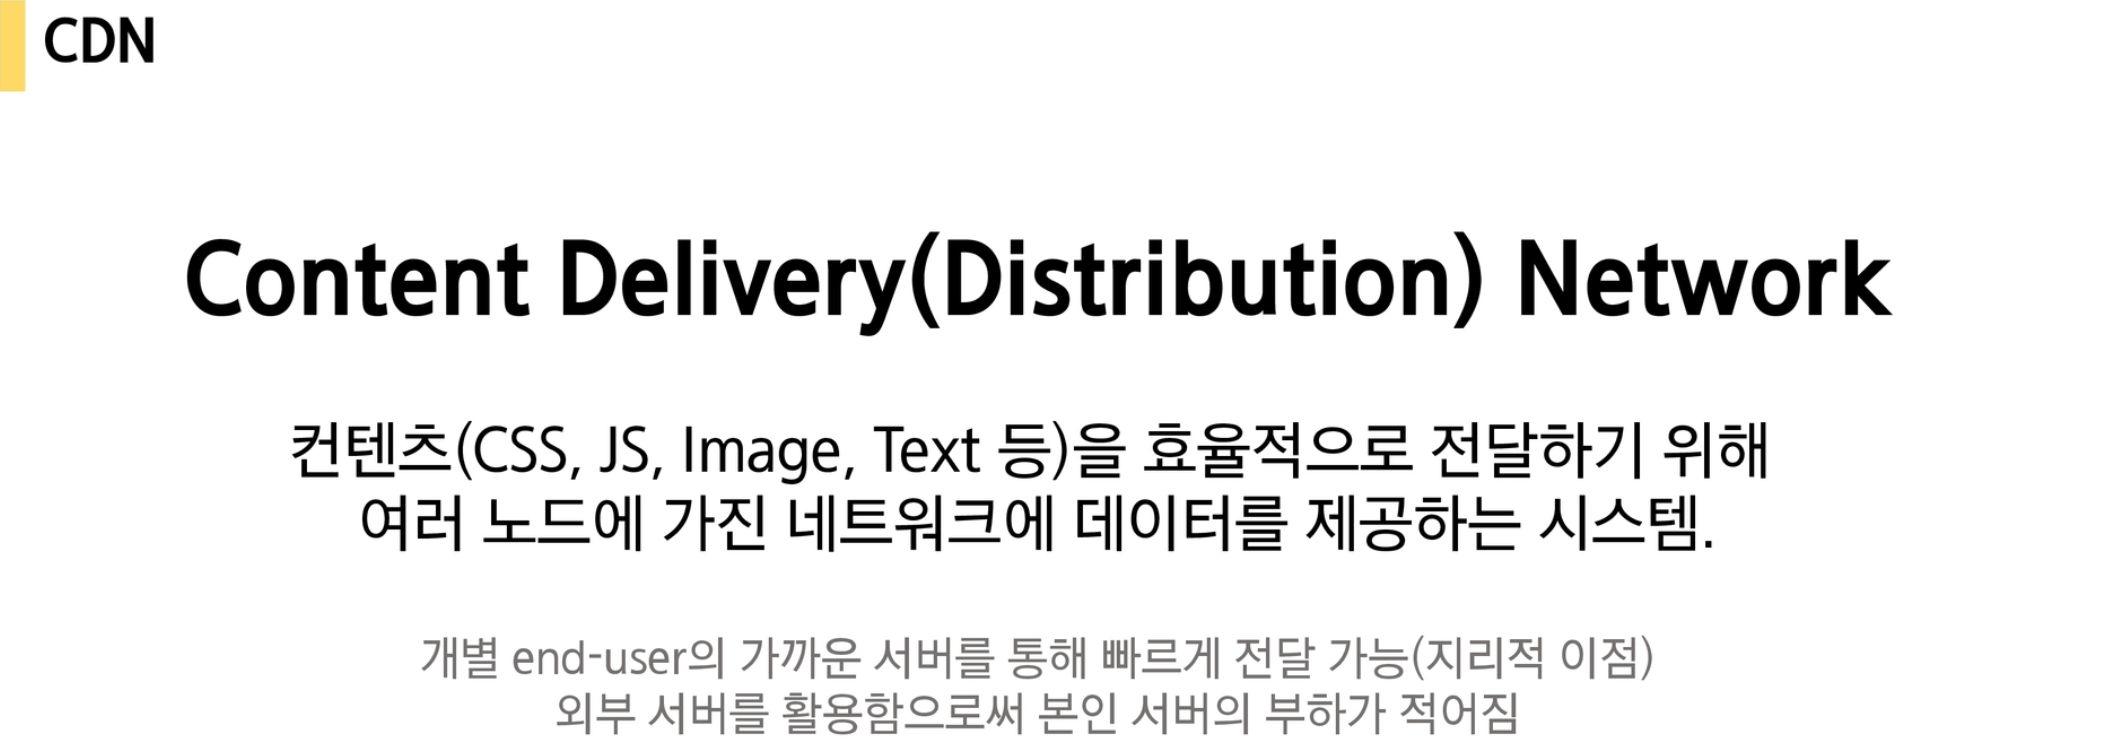 CDN
Content Delivery(Distribution) Network
컨텐츠(CSS, JS, Image, Text 등)을 효율적으로 전달하기 위해
여러 노드에 가진 네트워크에 데이터를 제공하는 시스템.
개별 end-user의 가까운 서버를 통해 빠르게 전달 가능(지리적 이점)
외부 서버를 활용함으로써 본인 서버의 부하가 적어짐